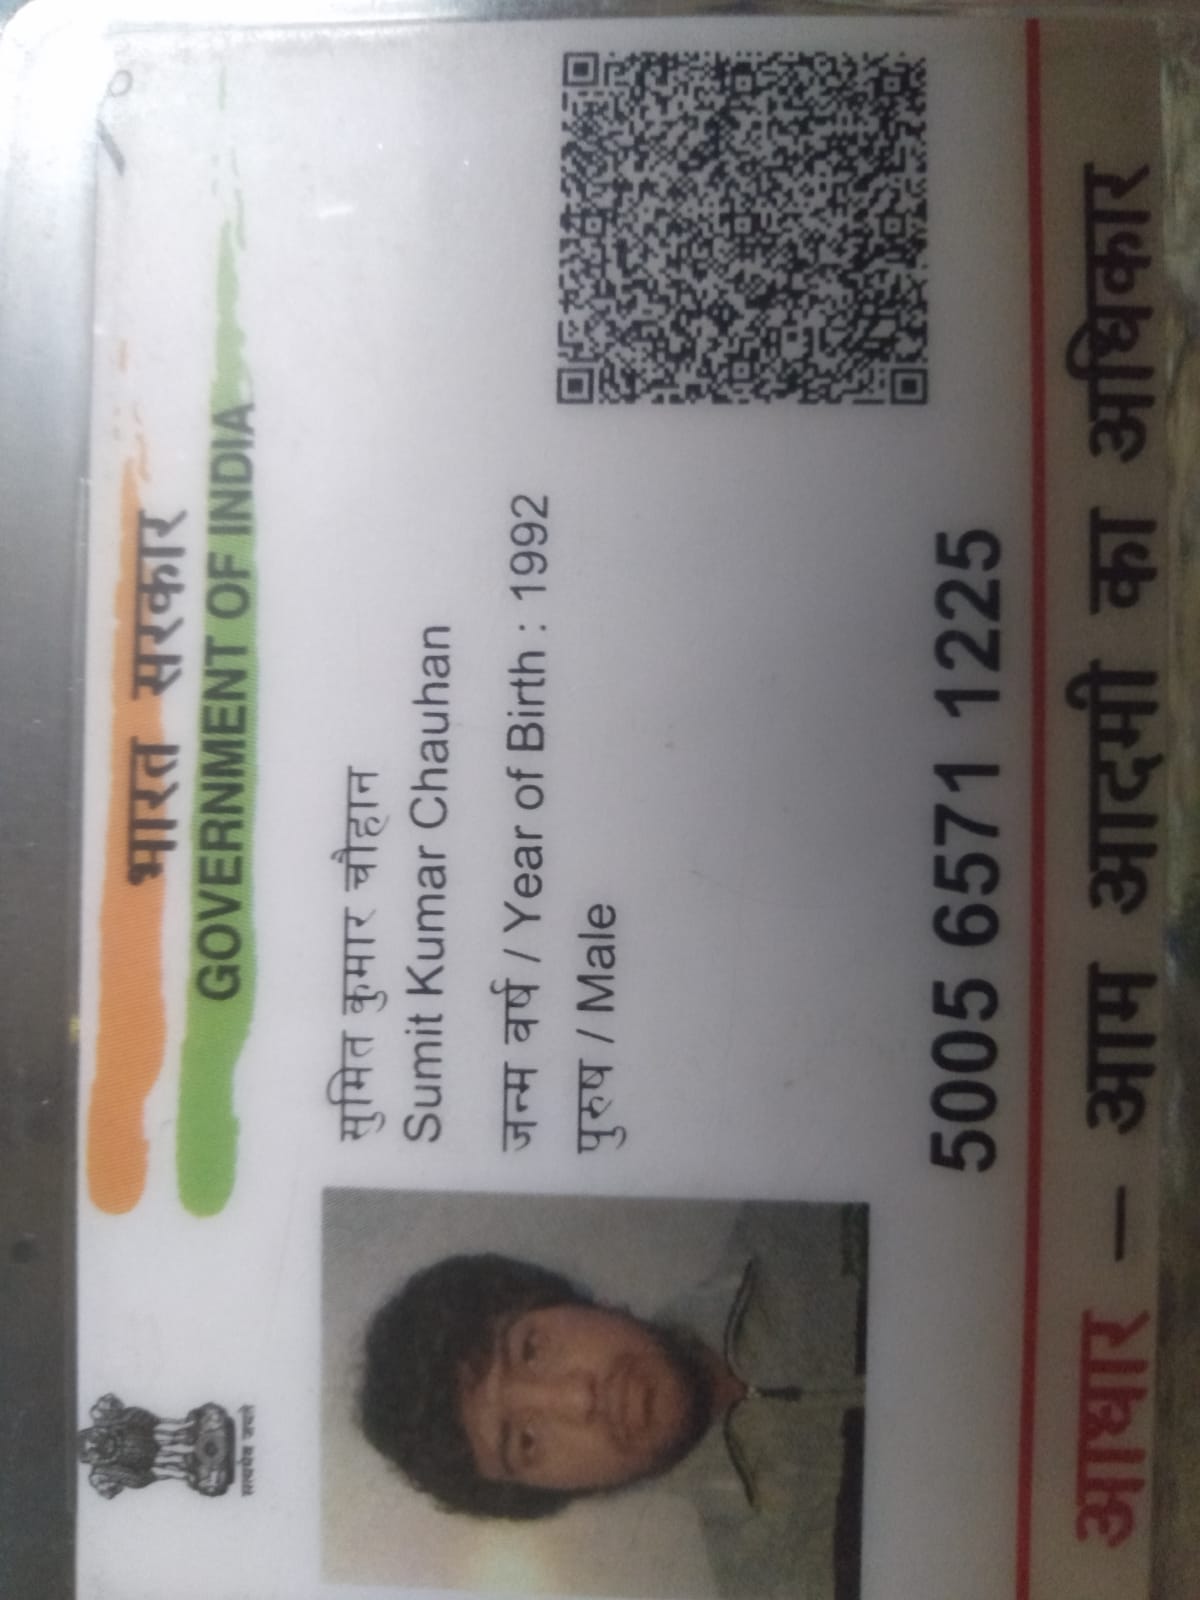 भारत सरकार
GOVERNMENT OF INDIA
सत्यमेव जयते
सुमित कुमार चौहान
Sumit Kumar Chauhan
जन्म वर्ष / Year of Birth : 1992
पुरुष / Male
5005 6571 1225
आधार – आम आदमी का अधिकार